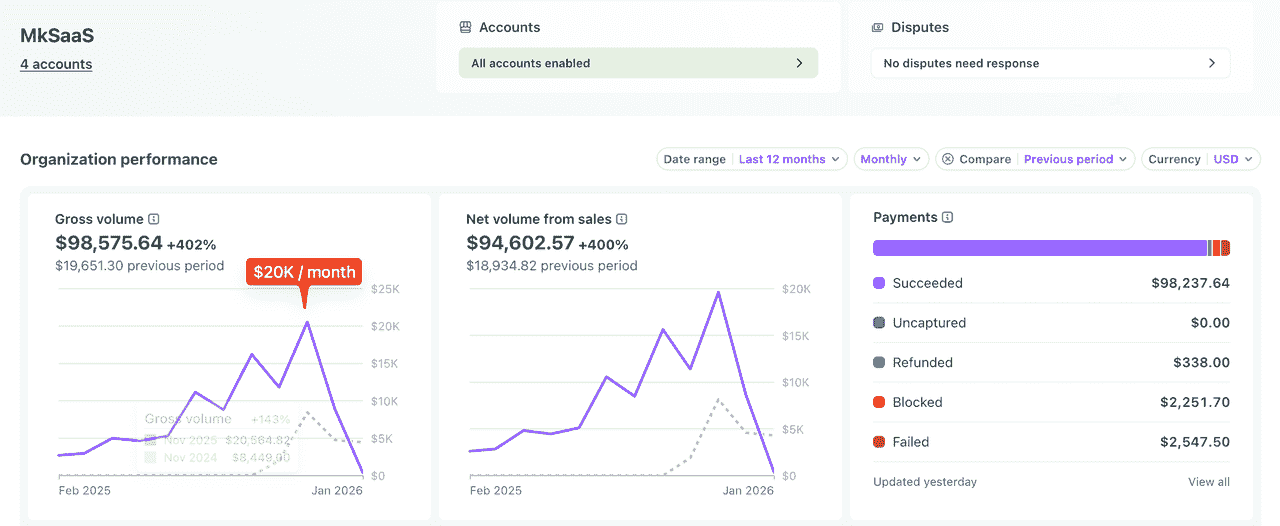 MkSaaS
4 accounts
Accounts
All accounts enabled
Disputes
No disputes need response
Organization performance
Date range Last 12 months
Monthly
Compare Previous period
Currency USD
Gross volume
$98,575.64 +402%
$19,651.30 previous period
$20K / month
$25K
$20K
$15K
$10K
$5K
$0
Gross volume +143%
Nov 2025 $20,564.82
Nov 2024 $8,449.90
Feb 2025 Jan 2026
Net volume from sales
$94,602.57 +400%
$18,934.82 previous period
$20K
$15K
$10K
$5K
$0
Feb 2025 Jan 2026
Payments
Succeeded $98,237.64
Uncaptured $0.00
Refunded $338.00
Blocked $2,251.70
Failed $2,547.50
Updated yesterday View all